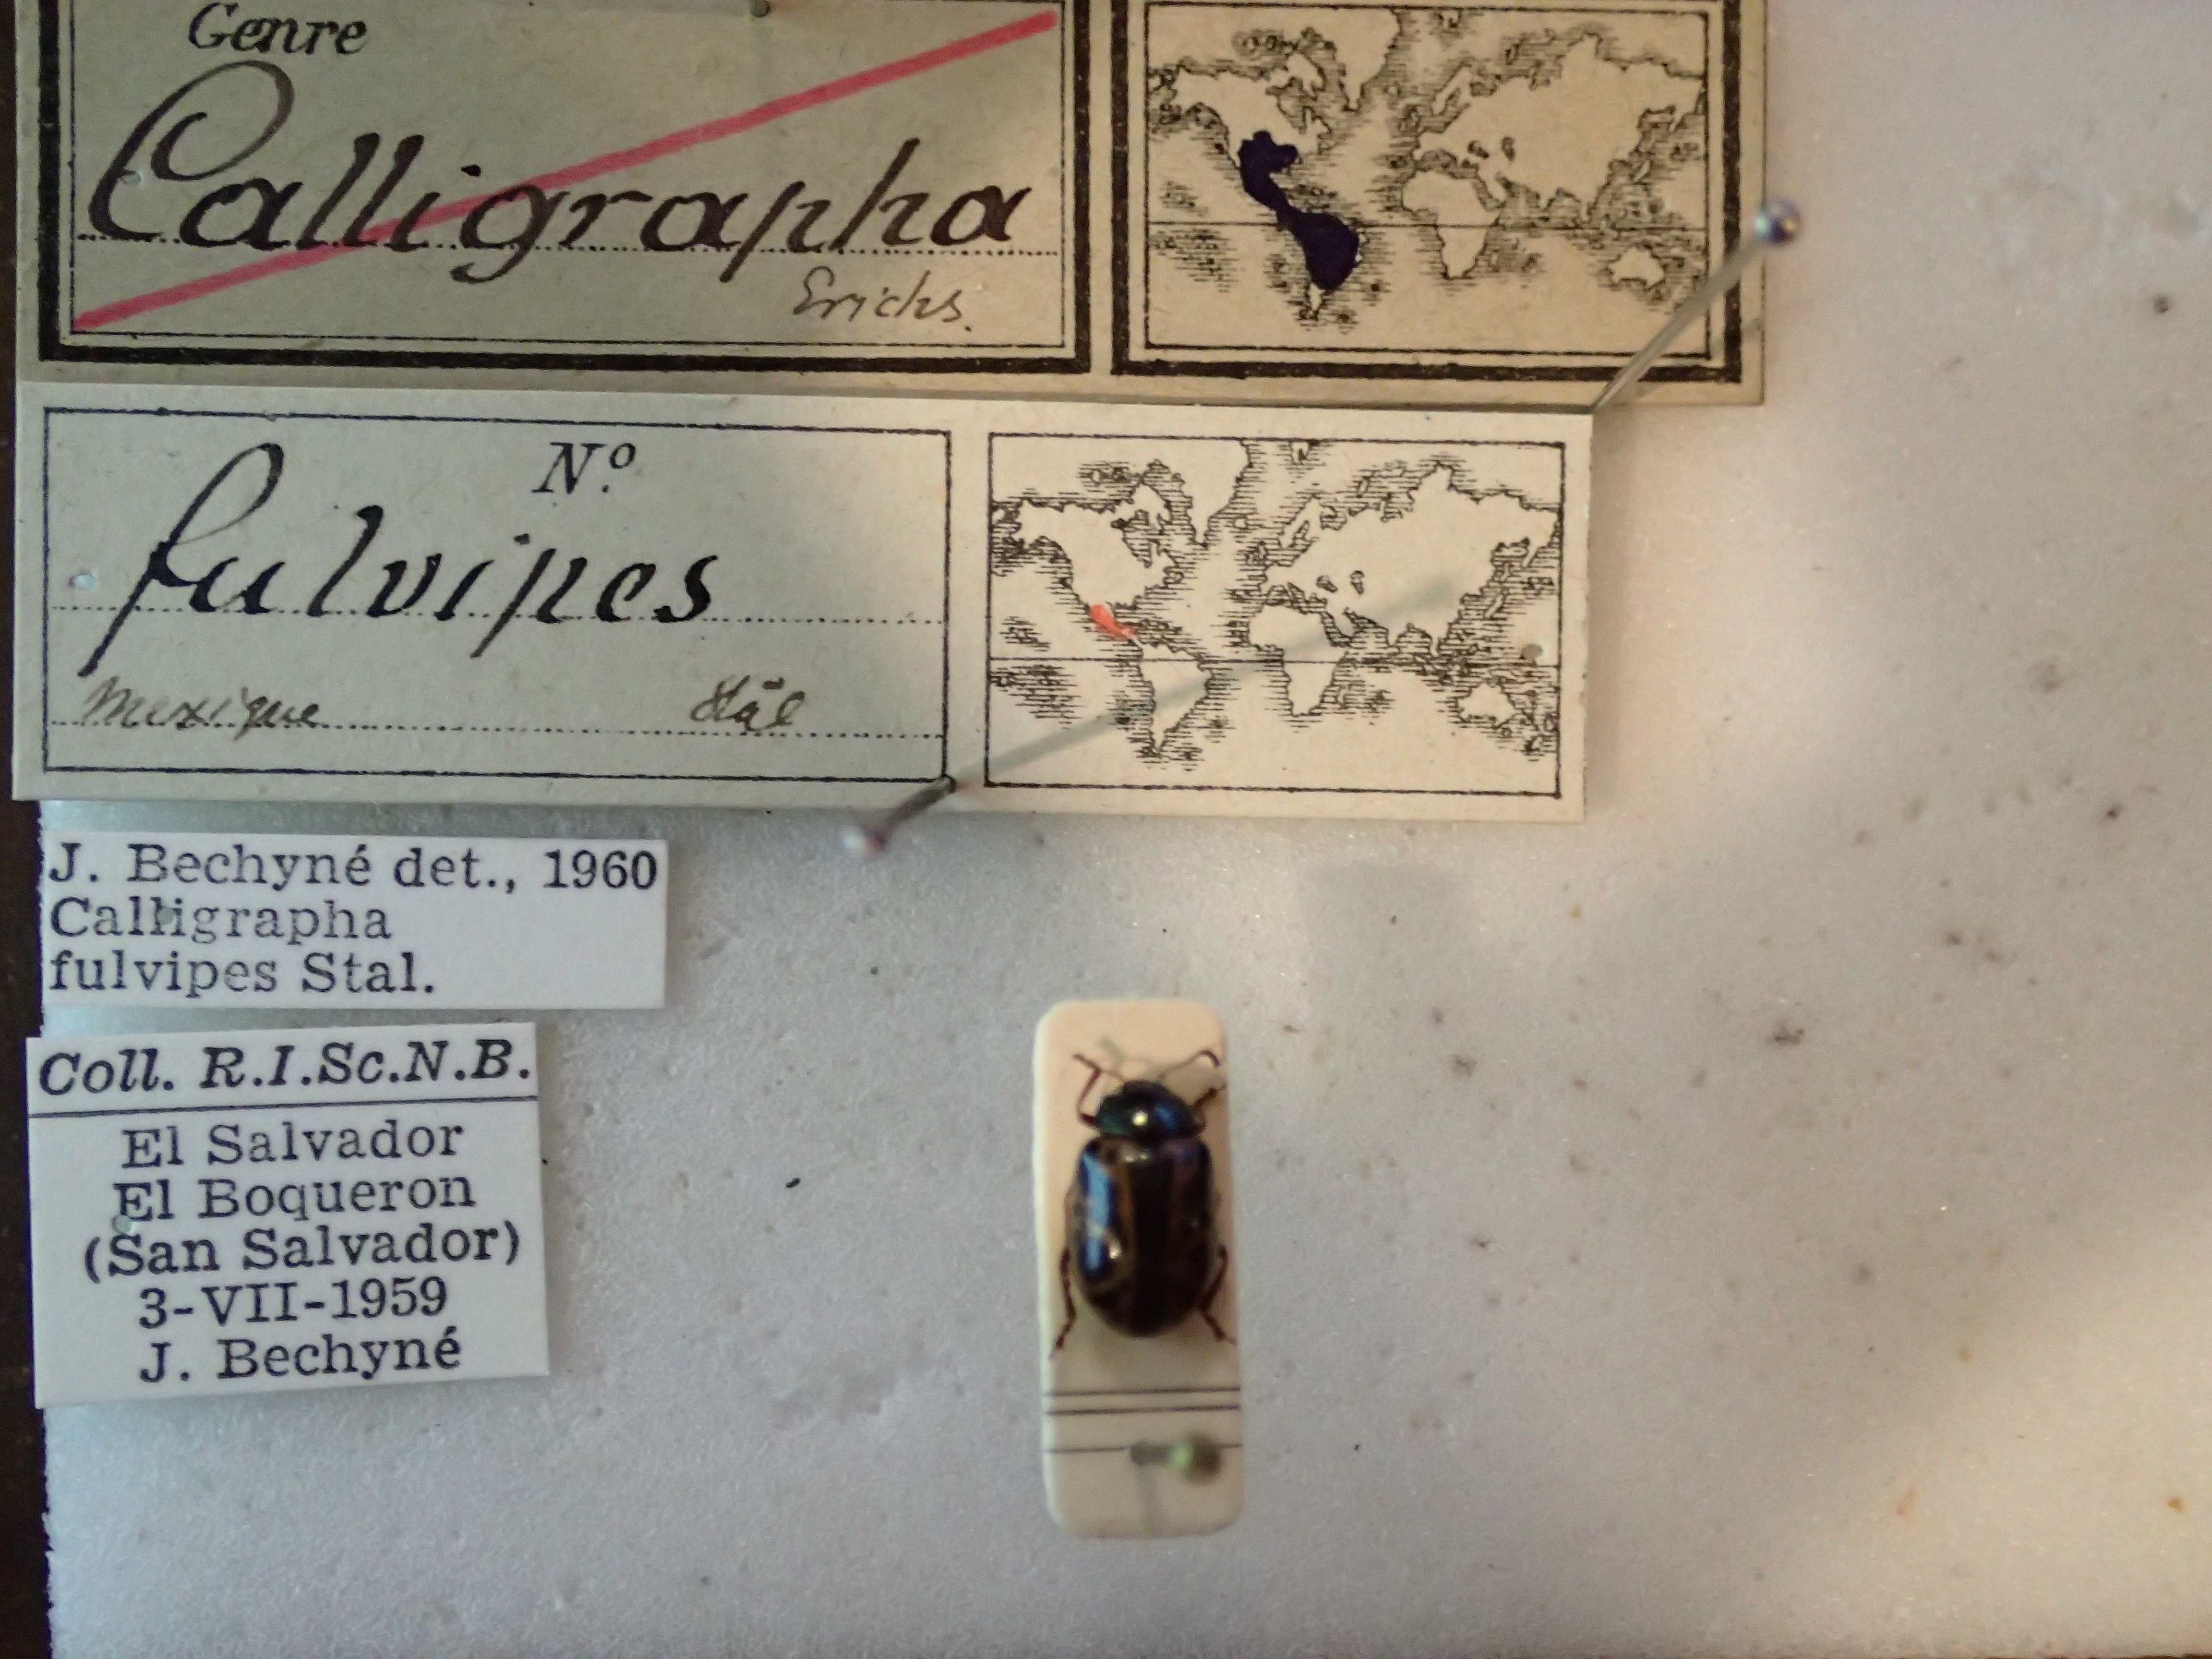 Genre
Calligrapha
Erichs.
Nº
fulvipes
Mexique Stål
J. Bechyné det., 1960
Calligrapha
fulvipes Stal.
Coll. R.I.Sc.N.B.
El Salvador
El Boqueron
(San Salvador)
3-VII-1959
J. Bechyné